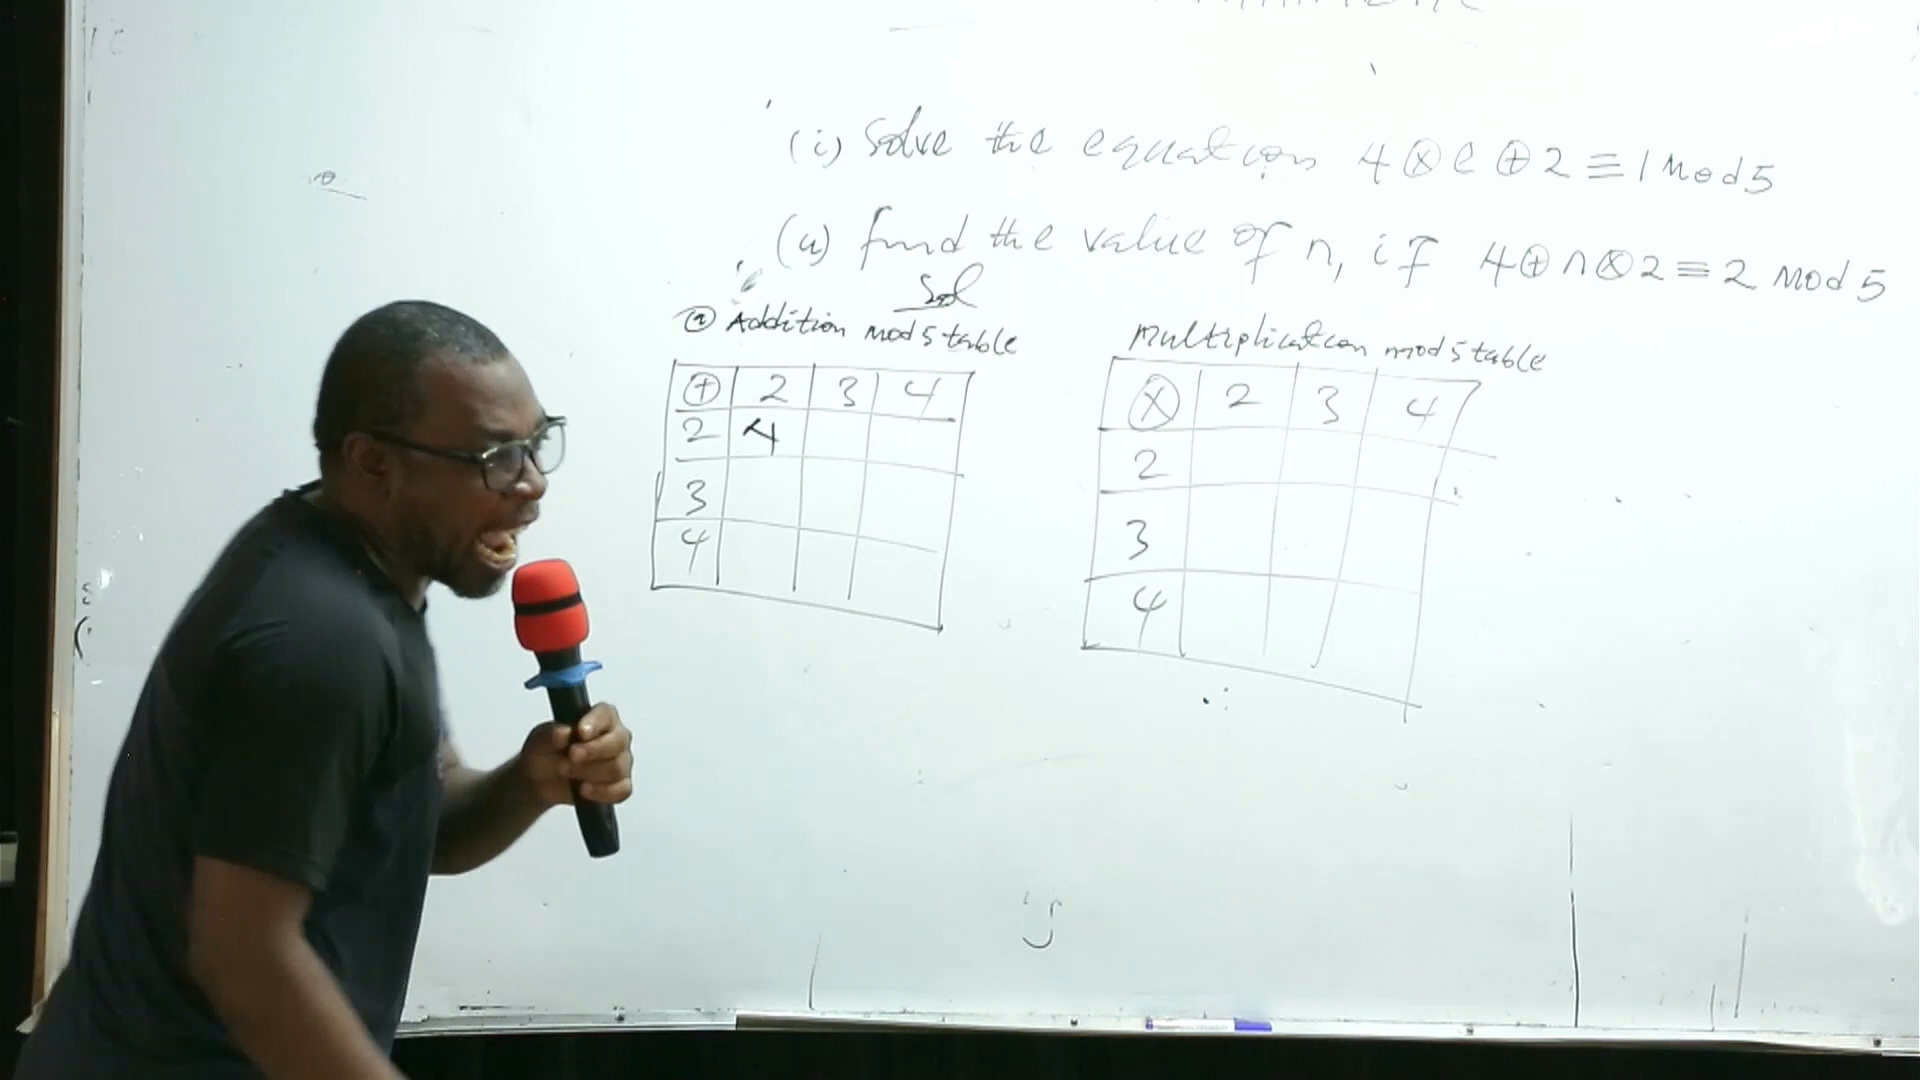 (i) Solve the equation 4 ⊗ e ⊕ 2 ≡ 1 Mod 5
(ii) find the value of n, if 4 ⊕ n ⊗ 2 ≡ 2 Mod 5
Sol
(a) Addition mod 5 table
⊕ 2 3 4
2 4
3
4
Multiplication mod 5 table
⊗ 2 3 4
2
3
4